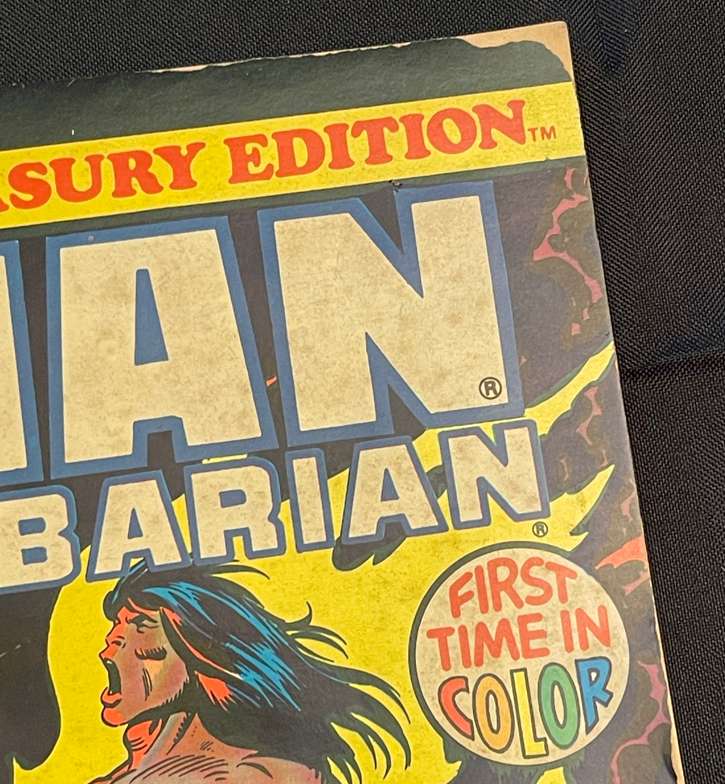 ASURY EDITION™
NAN®
BARIAN®
FIRST
TIME IN
COLOR